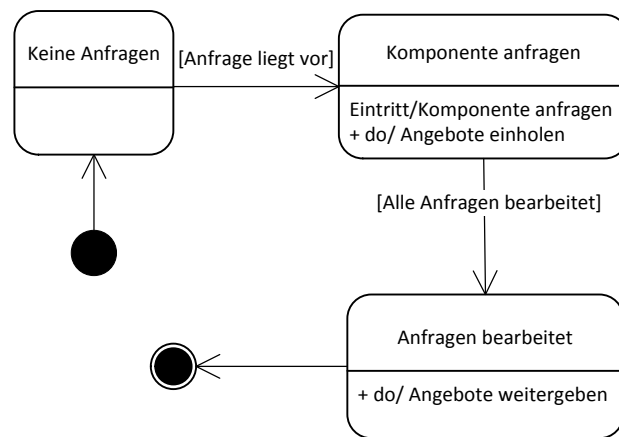 Keine Anfragen
[Anfrage liegt vor]
Komponente anfragen
Eintritt/Komponente anfragen
+ do/ Angebote einholen
[Alle Anfragen bearbeitet]
Anfragen bearbeitet
+ do/ Angebote weitergeben